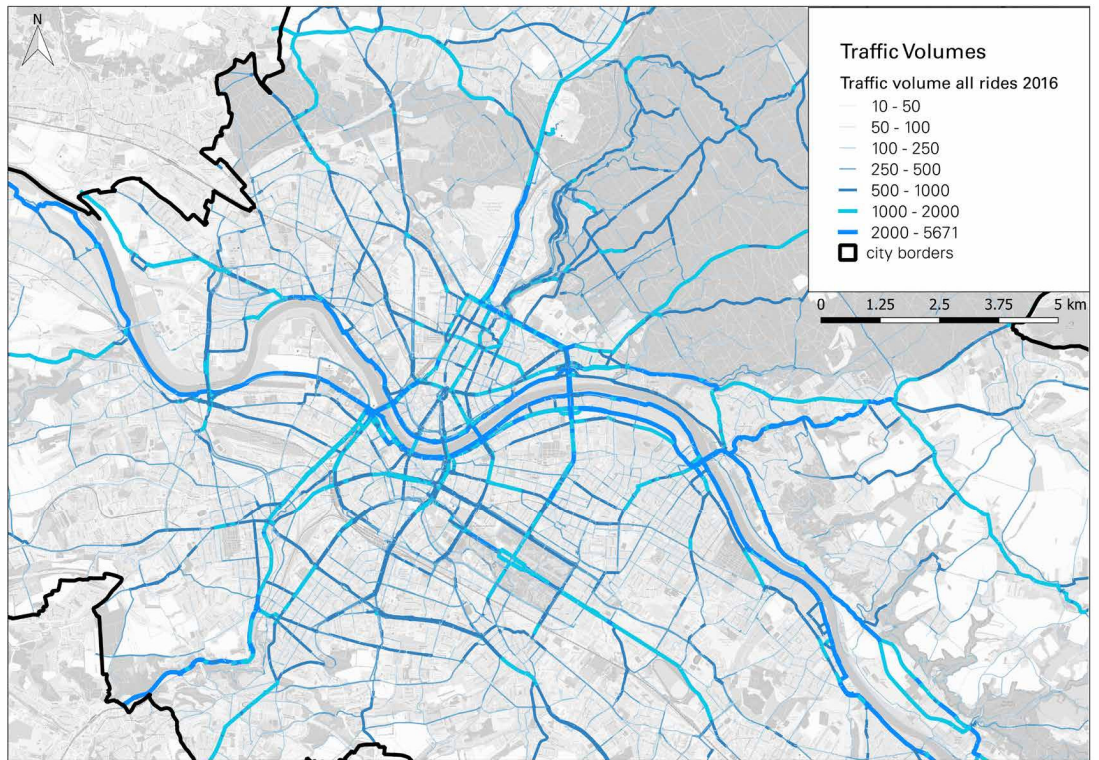 N
Traffic Volumes
Traffic volume all rides 2016
10 - 50
50 - 100
100 - 250
250 - 500
500 - 1000
1000 - 2000
2000 - 5671
city borders
0 1.25 2.5 3.75 5 km